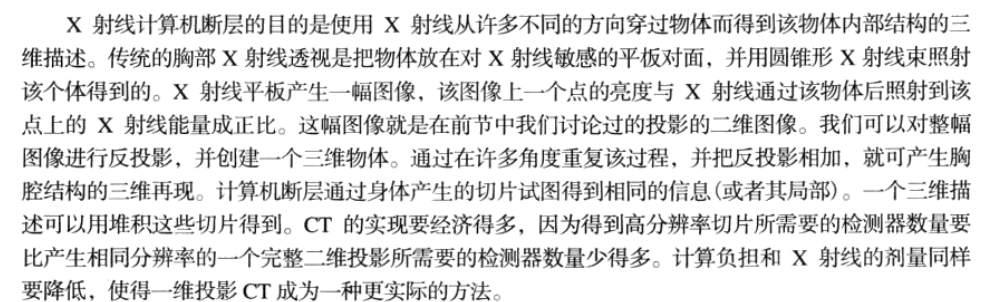 X 射线计算机断层的目的是使用 X 射线从许多不同的方向穿过物体而得到该物体内部结构的三
维描述。传统的胸部 X 射线透视是把物体放在对 X 射线敏感的平板对面，并用圆锥形 X 射线束照射
该个体得到的。X 射线平板产生一幅图像，该图像上一个点的亮度与 X 射线通过该物体后照射到该
点上的 X 射线能量成正比。这幅图像就是在前节中我们讨论过的投影的二维图像。我们可以对整幅
图像进行反投影，并创建一个三维物体。通过在许多角度重复该过程，并把反投影相加，就可产生胸
腔结构的三维再现。计算机断层通过身体产生的切片试图得到相同的信息(或者其局部)。一个三维描
述可以用堆积这些切片得到。CT 的实现要经济得多，因为得到高分辨率切片所需要的检测器数量要
比产生相同分辨率的一个完整二维投影所需要的检测器数量少得多。计算负担和 X 射线的剂量同样
要降低，使得一维投影 CT 成为一种更实际的方法。